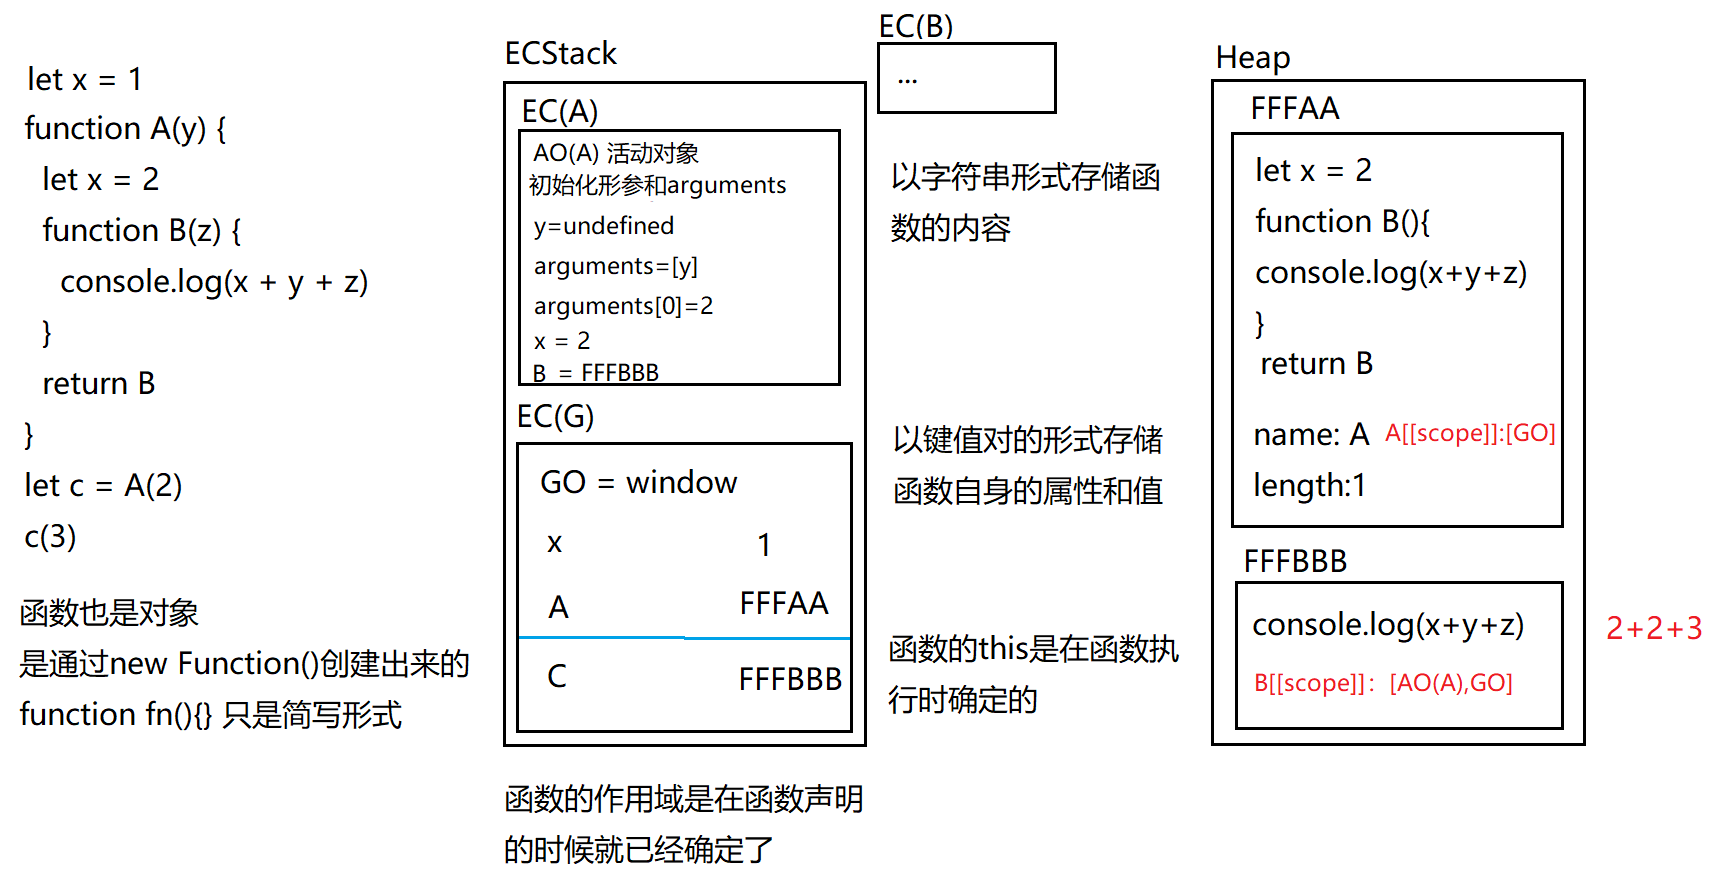 let x = 1
function A(y) {
let x = 2
function B(z) {
console.log(x + y + z)
}
return B
}
let c = A(2)
c(3)
函数也是对象
是通过new Function()创建出来的
function fn(){} 只是简写形式
ECStack
EC(A)
AO(A) 活动对象
初始化形参和arguments
y=undefined
arguments=[y]
arguments[0]=2
x = 2
B = FFFBBB
EC(G)
GO = window
x 1
A FFFAA
C FFFBBB
函数的作用域是在函数声明
的时候就已经确定了
EC(B)
...
以字符串形式存储函
数的内容
以键值对的形式存储
函数自身的属性和值
函数的this是在函数执
行时确定的
Heap
FFFAA
let x = 2
function B(){
console.log(x+y+z)
}
return B
name: A A[[scope]]:[GO]
length:1
FFFBBB
console.log(x+y+z)
B[[scope]]：[AO(A),GO]
2+2+3